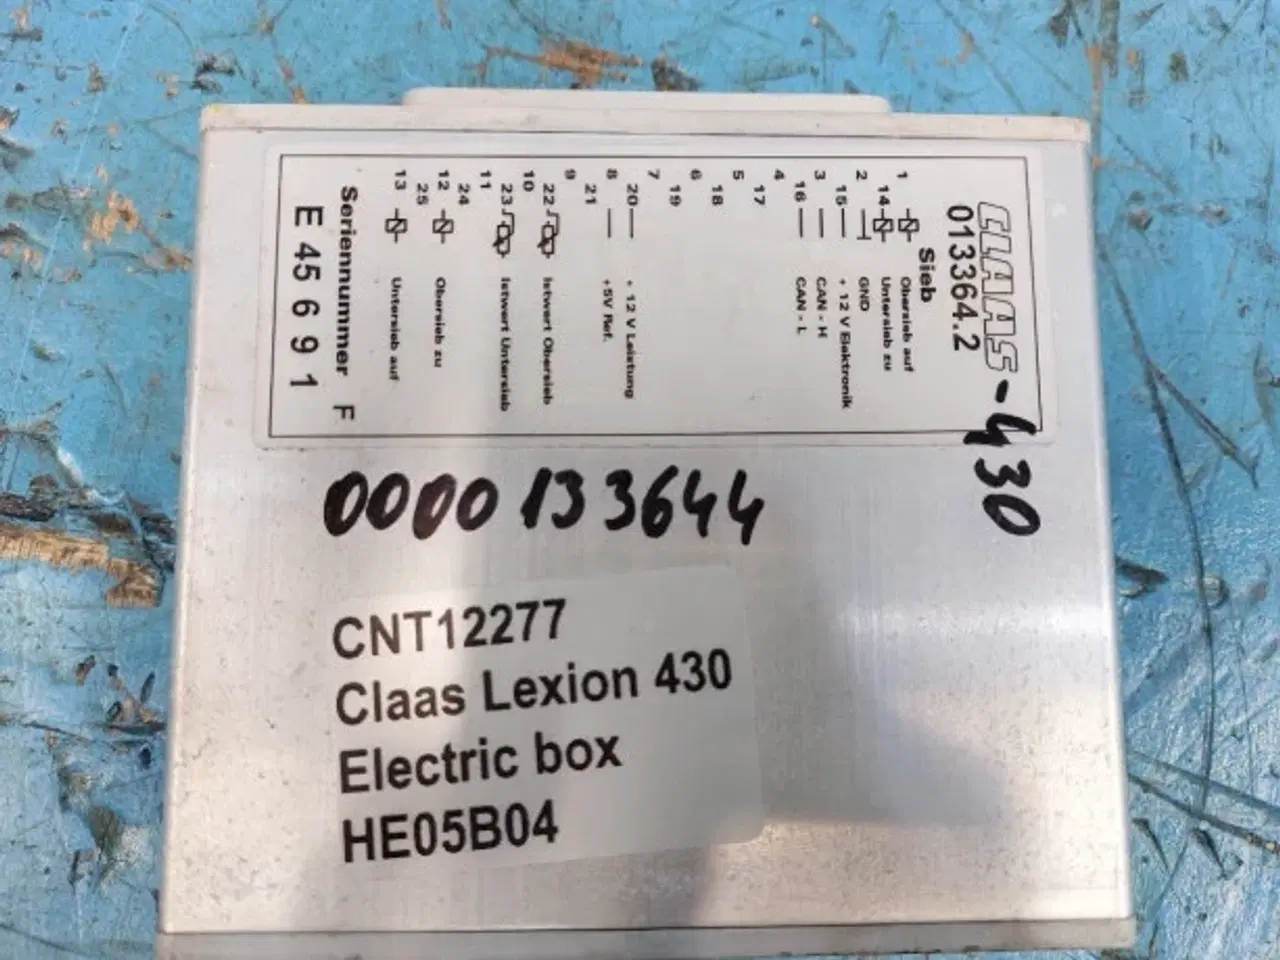 CLAAS -430
013364.2
Sieb
1 Obersieb auf
14 Untersieb zu
2 GND
15 + 12 V Elektronik
3 CAN - H
16 CAN - L
4
17
5
18
6
19
7
20 + 12 V Leistung
8 +5V Ref.
21
9
22 Istwert Obersieb
10
23 Istwert Untersieb
11
24
12 Obersieb zu
25
13 Untersieb auf
Seriennummer F
E 45 6 9 1
0000 133644
CNT12277
Claas Lexion 430
Electric box
HE05B04